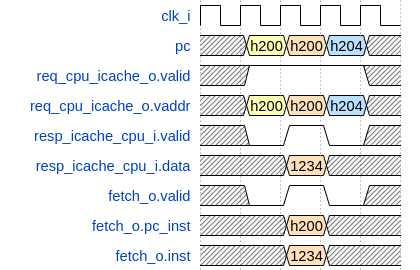 clk_i
pc h200 h200 h204
req_cpu_icache_o.valid
req_cpu_icache_o.vaddr h200 h200 h204
resp_icache_cpu_i.valid
resp_icache_cpu_i.data 1234
fetch_o.valid
fetch_o.pc_inst h200
fetch_o.inst 1234